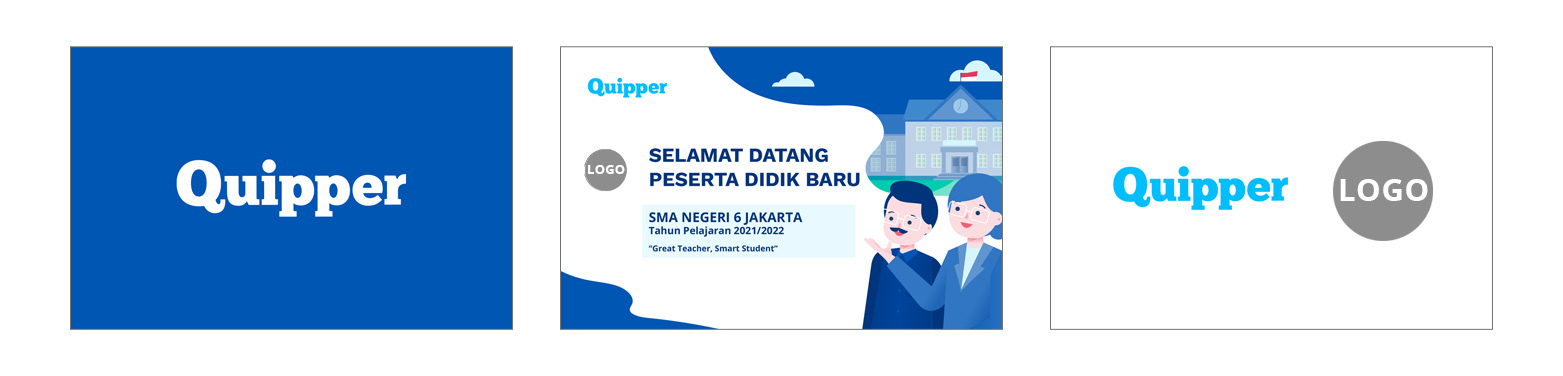 Quipper
Quipper
LOGO
SELAMAT DATANG
PESERTA DIDIK BARU
SMA NEGERI 6 JAKARTA
Tahun Pelajaran 2021/2022
“Great Teacher, Smart Student”
Quipper
LOGO